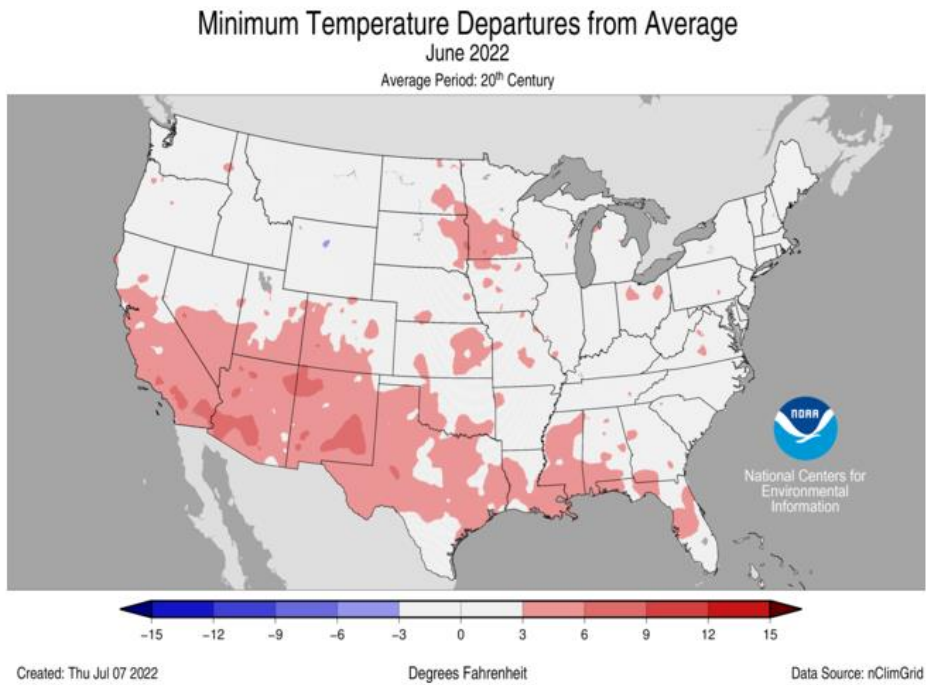 Minimum Temperature Departures from Average
June 2022
Average Period: 20th Century
NOAA
National Centers for
Environmental
Information
−15 −12 −9 −6 −3 0 3 6 9 12 15
Created: Thu Jul 07 2022 Degrees Fahrenheit Data Source: nClimGrid